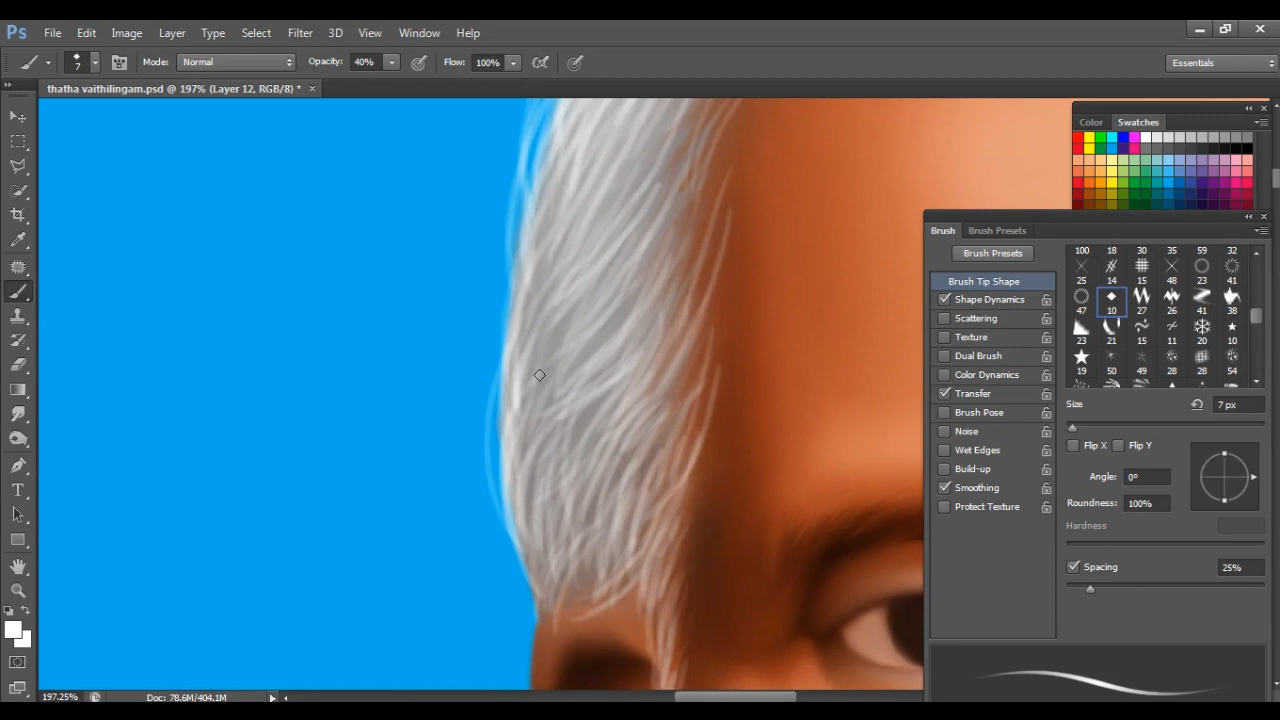 Ps File Edit Image Layer Type Select Filter 3D View Window Help
7 Mode: Normal Opacity: 40% Flow: 100% Essentials
thatha vaithilingam.psd @ 197% (Layer 12, RGB/8) * ×
Color Swatches
Brush Brush Presets
Brush Presets
Brush Tip Shape
Shape Dynamics
Scattering
Texture
Dual Brush
Color Dynamics
Transfer
Brush Pose
Noise
Wet Edges
Build-up
Smoothing
Protect Texture
100 18 30 35 59 32
25 14 15 48 23 41
47 10 27 26 41 38
23 21 15 11 20 10
19 50 49 28 28 54
Size 7 px
Flip X Flip Y
Angle: 0°
Roundness: 100%
Hardness
Spacing 25%
197.25% Doc: 78.6M/404.1M